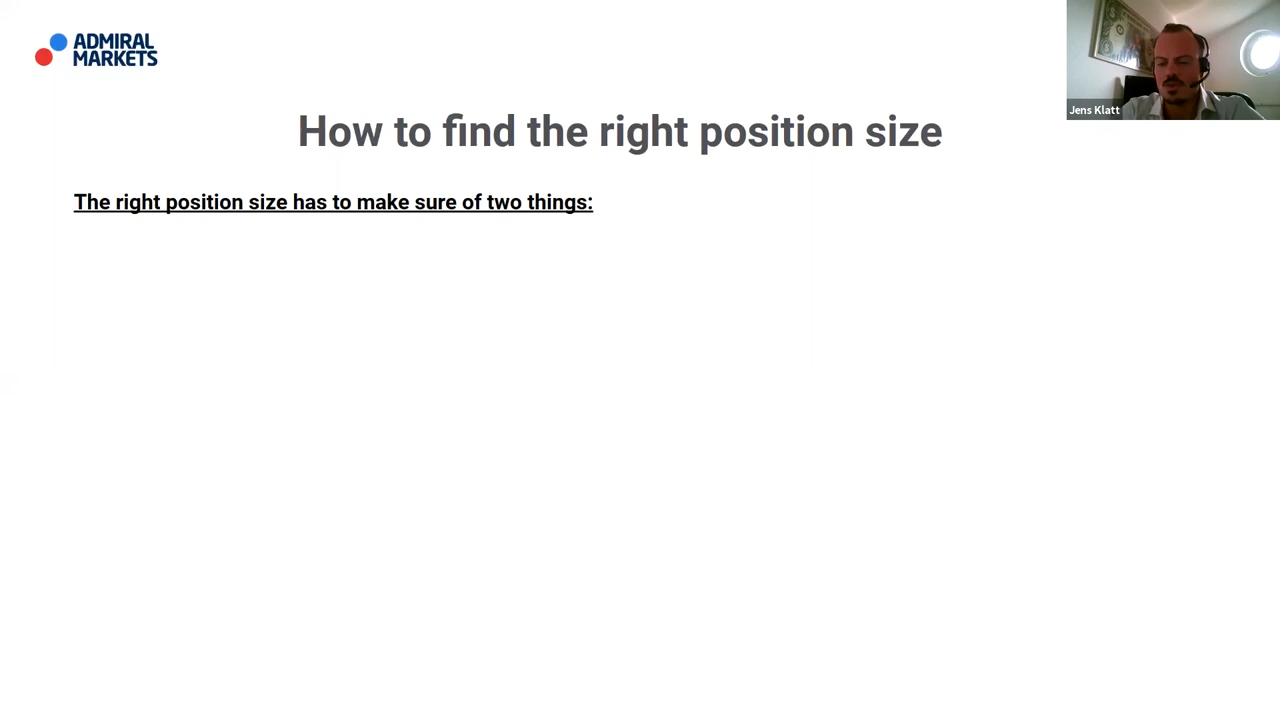 ADMIRAL
MARKETS
Jens Klatt
How to find the right position size
The right position size has to make sure of two things: